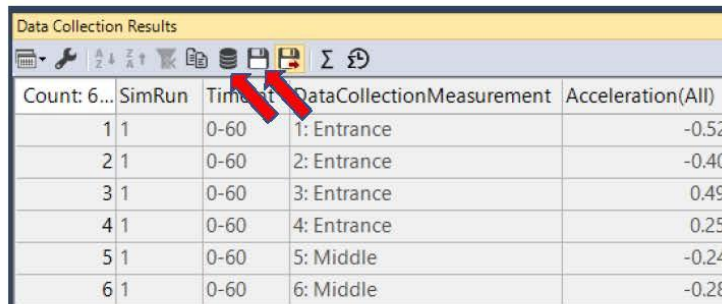 Data Collection Results
Count: 6... SimRun DataCollectionMeasurement Acceleration(All)
1 1 0-60 1: Entrance -0.52
2 1 0-60 2: Entrance -0.40
3 1 0-60 3: Entrance 0.49
4 1 0-60 4: Entrance 0.25
5 1 0-60 5: Middle -0.24
6 1 0-60 6: Middle -0.28